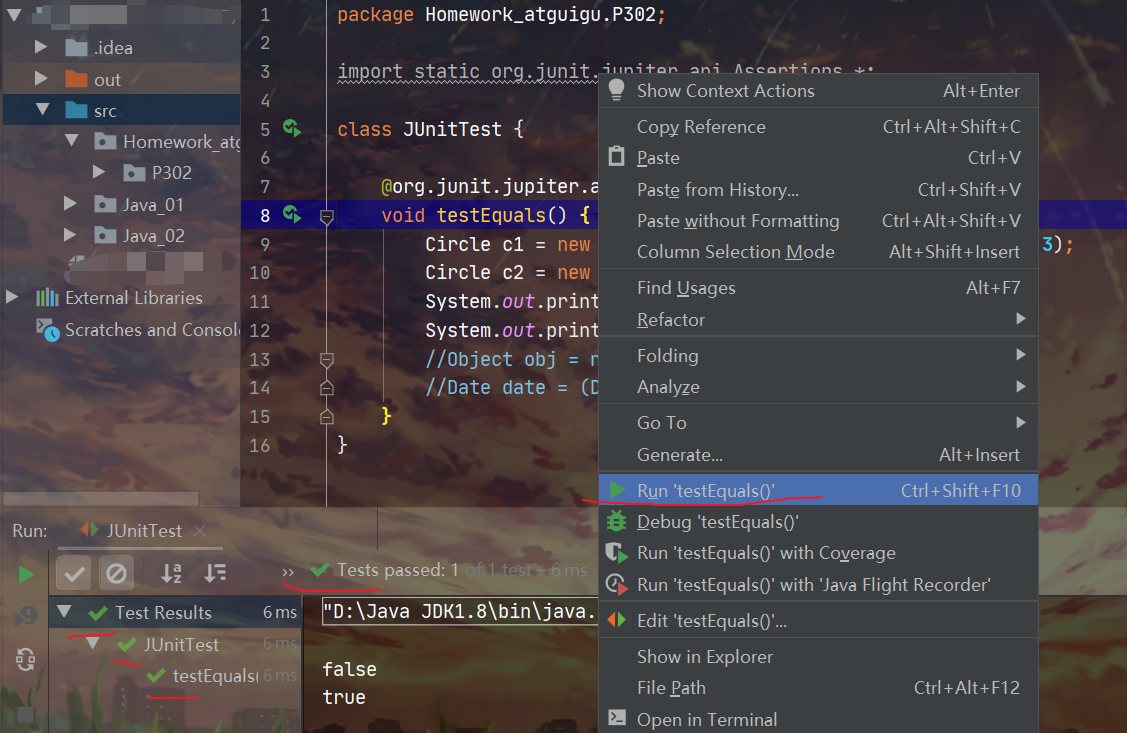 .idea
out
src
Homework_atg
P302
Java_01
Java_02
External Libraries
Scratches and Consol
1 package Homework_atguigu.P302;
2
3 import static org.junit.jupiter.api.Assertions.*;
4
5 class JUnitTest {
6
7 @org.junit.jupiter.a
8 void testEquals() {
9 Circle c1 = new 3);
10 Circle c2 = new
11 System.out.print
12 System.out.print
13 //Object obj = n
14 //Date date = (D
15 }
16 }
Show Context Actions Alt+Enter
Copy Reference Ctrl+Alt+Shift+C
Paste Ctrl+V
Paste from History... Ctrl+Shift+V
Paste without Formatting Ctrl+Alt+Shift+V
Column Selection Mode Alt+Shift+Insert
Find Usages Alt+F7
Refactor
Folding
Analyze
Go To
Generate... Alt+Insert
Run 'testEquals()' Ctrl+Shift+F10
Debug 'testEquals()'
Run 'testEquals()' with Coverage
Run 'testEquals()' with 'Java Flight Recorder'
Edit 'testEquals()'...
Show in Explorer
File Path Ctrl+Alt+F12
Open in Terminal
Run: JUnitTest
» Tests passed: 1 of 1 test – 6 ms
Test Results 6 ms
JUnitTest 6 ms
testEquals( 6 ms
"D:\Java JDK1.8\bin\java.
false
true